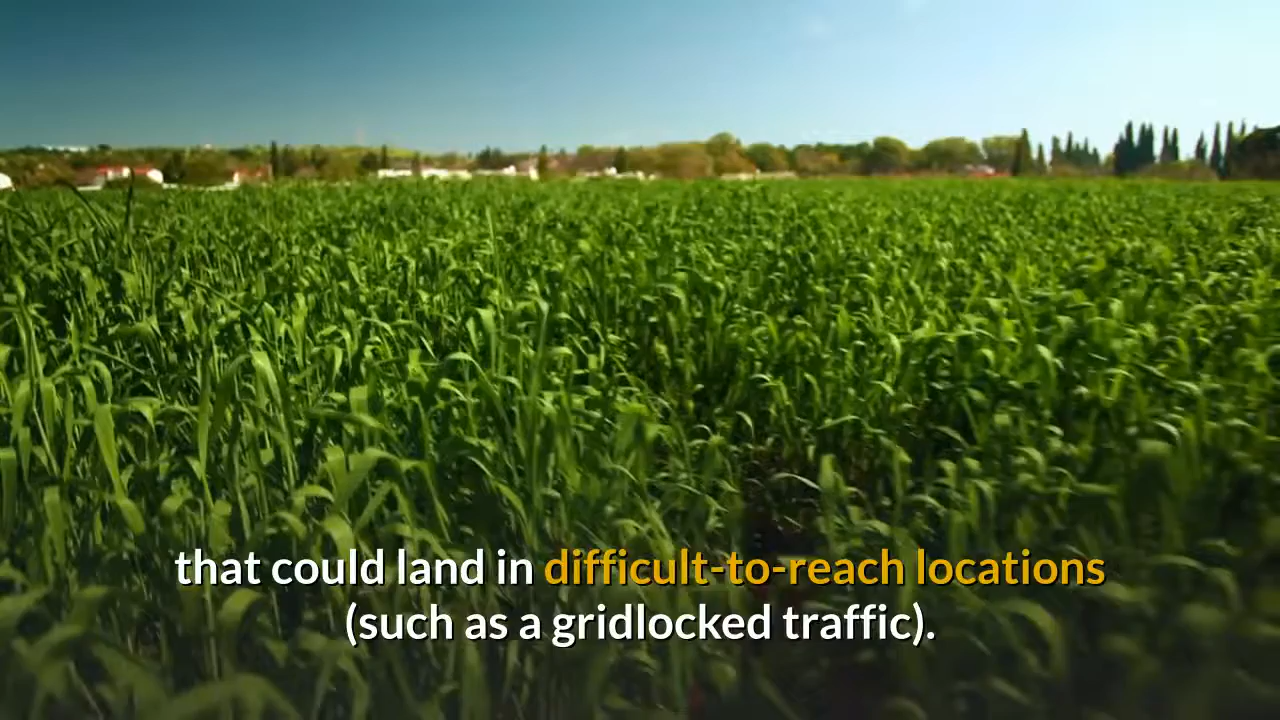 that could land in difficult-to-reach locations
(such as a gridlocked traffic).